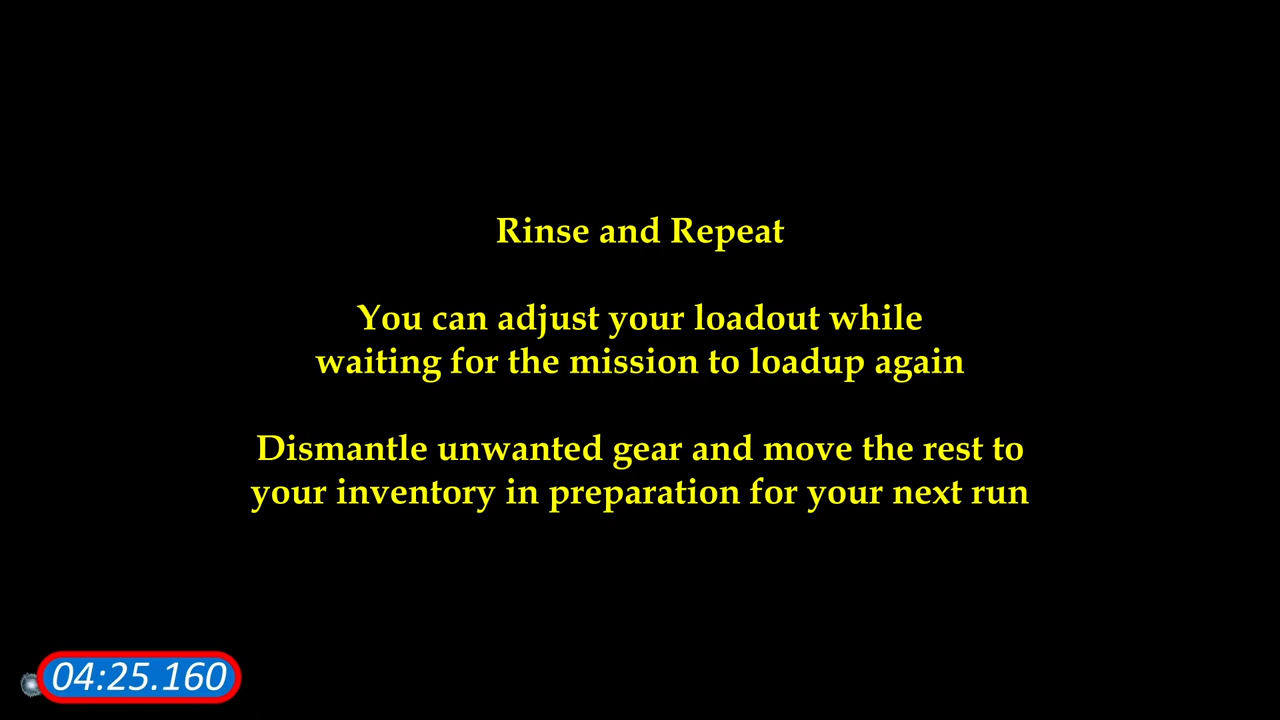 Rinse and Repeat
You can adjust your loadout while
waiting for the mission to loadup again
Dismantle unwanted gear and move the rest to
your inventory in preparation for your next run
04:25.160